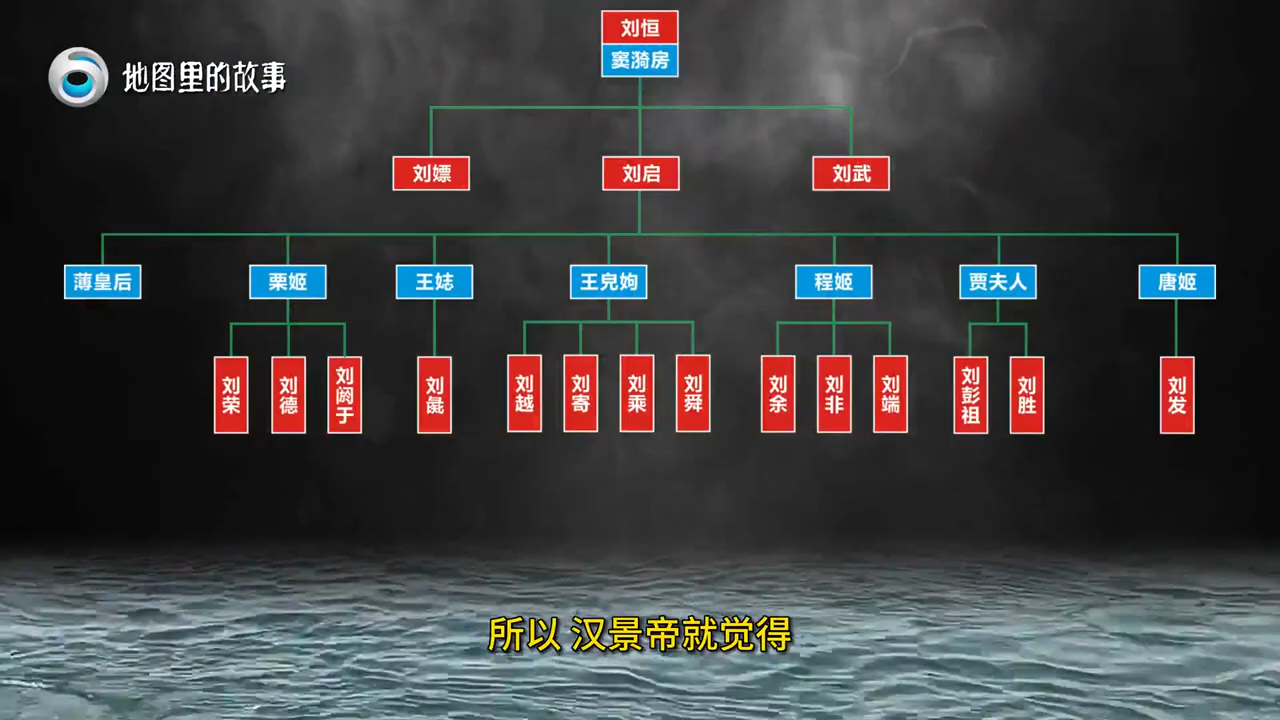 刘恒
窦漪房
地图里的故事
刘嫖
刘启
刘武
薄皇后
栗姬
王娡
王皃姁
程姬
贾夫人
唐姬
刘荣
刘德
刘阏于
刘彘
刘越
刘寄
刘乘
刘舜
刘余
刘非
刘端
刘彭祖
刘胜
刘发
所以 汉景帝就觉得